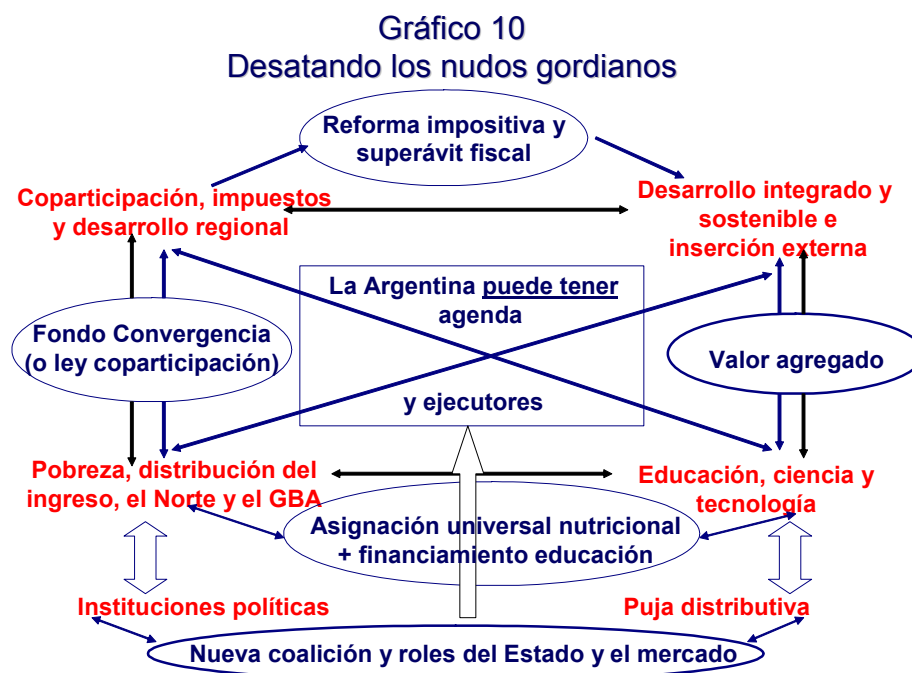 Gráfico 10
Desatando los nudos gordianos
Reforma impositiva y
superávit fiscal
Coparticipación, impuestos
y desarrollo regional
Desarrollo integrado y
sostenible e
inserción externa
La Argentina puede tener
agenda
y ejecutores
Fondo Convergencia
(o ley coparticipación)
Valor agregado
Pobreza, distribución del
ingreso, el Norte y el GBA
Educación, ciencia y
tecnología
Asignación universal nutricional
+ financiamiento educación
Instituciones políticas
Puja distributiva
Nueva coalición y roles del Estado y el mercado